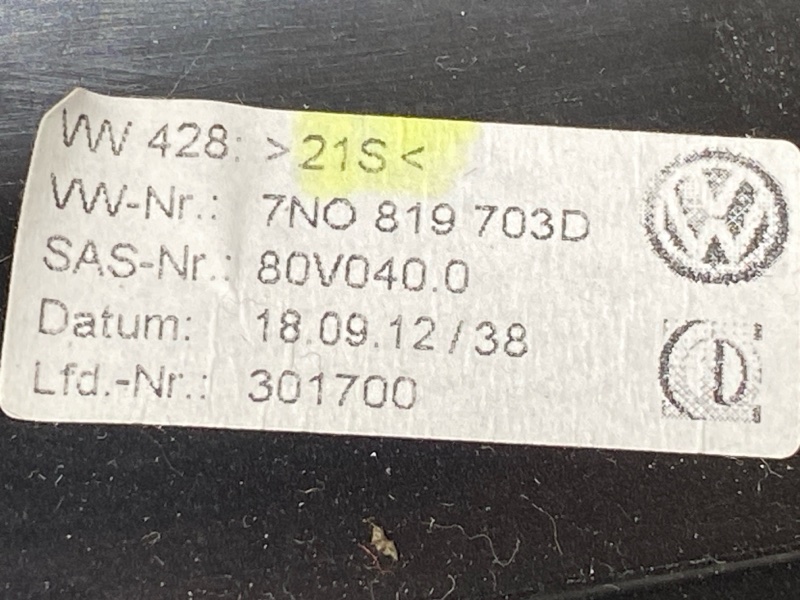 VW 428: >21S<
VW-Nr.: 7NO 819 703D
SAS-Nr.: 80V040.0
Datum: 18.09.12/38
Lfd.-Nr.: 301700
D